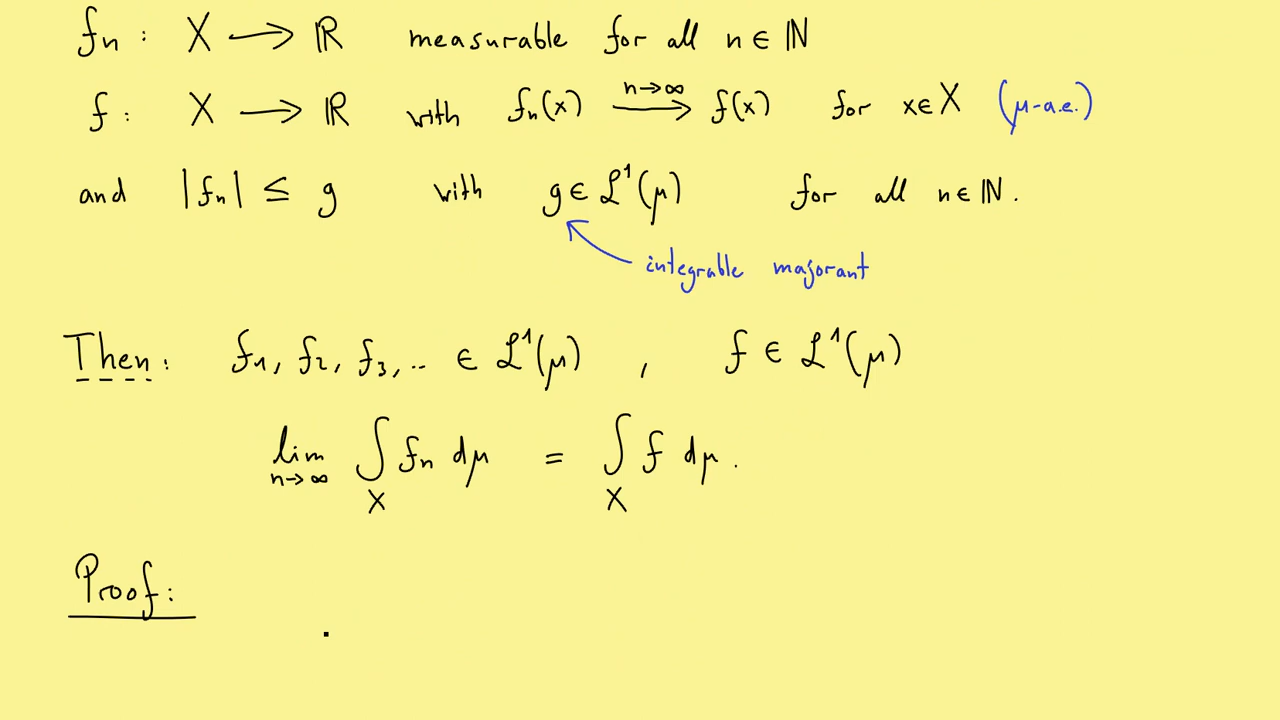 fn : X → ℝ measurable for all n ∈ ℕ
f : X → ℝ with fn(x) n→∞ → f(x) for x∈X (μ-a.e.)
and |fn| ≤ g with g ∈ ℒ¹(μ) for all n∈ℕ.
integrable majorant
Then: f1, f2, f3, .. ∈ ℒ¹(μ) , f ∈ ℒ¹(μ)
lim n→∞ ∫X fn dμ = ∫X f dμ .
Proof: